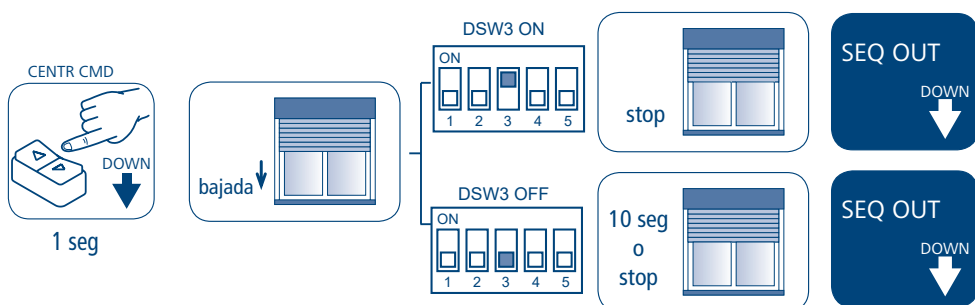 CENTR CMD
DOWN
1 seg
bajada
DSW3 ON
ON
1 2 3 4 5
stop
SEQ OUT
DOWN
DSW3 OFF
ON
1 2 3 4 5
10 seg
o
stop
SEQ OUT
DOWN